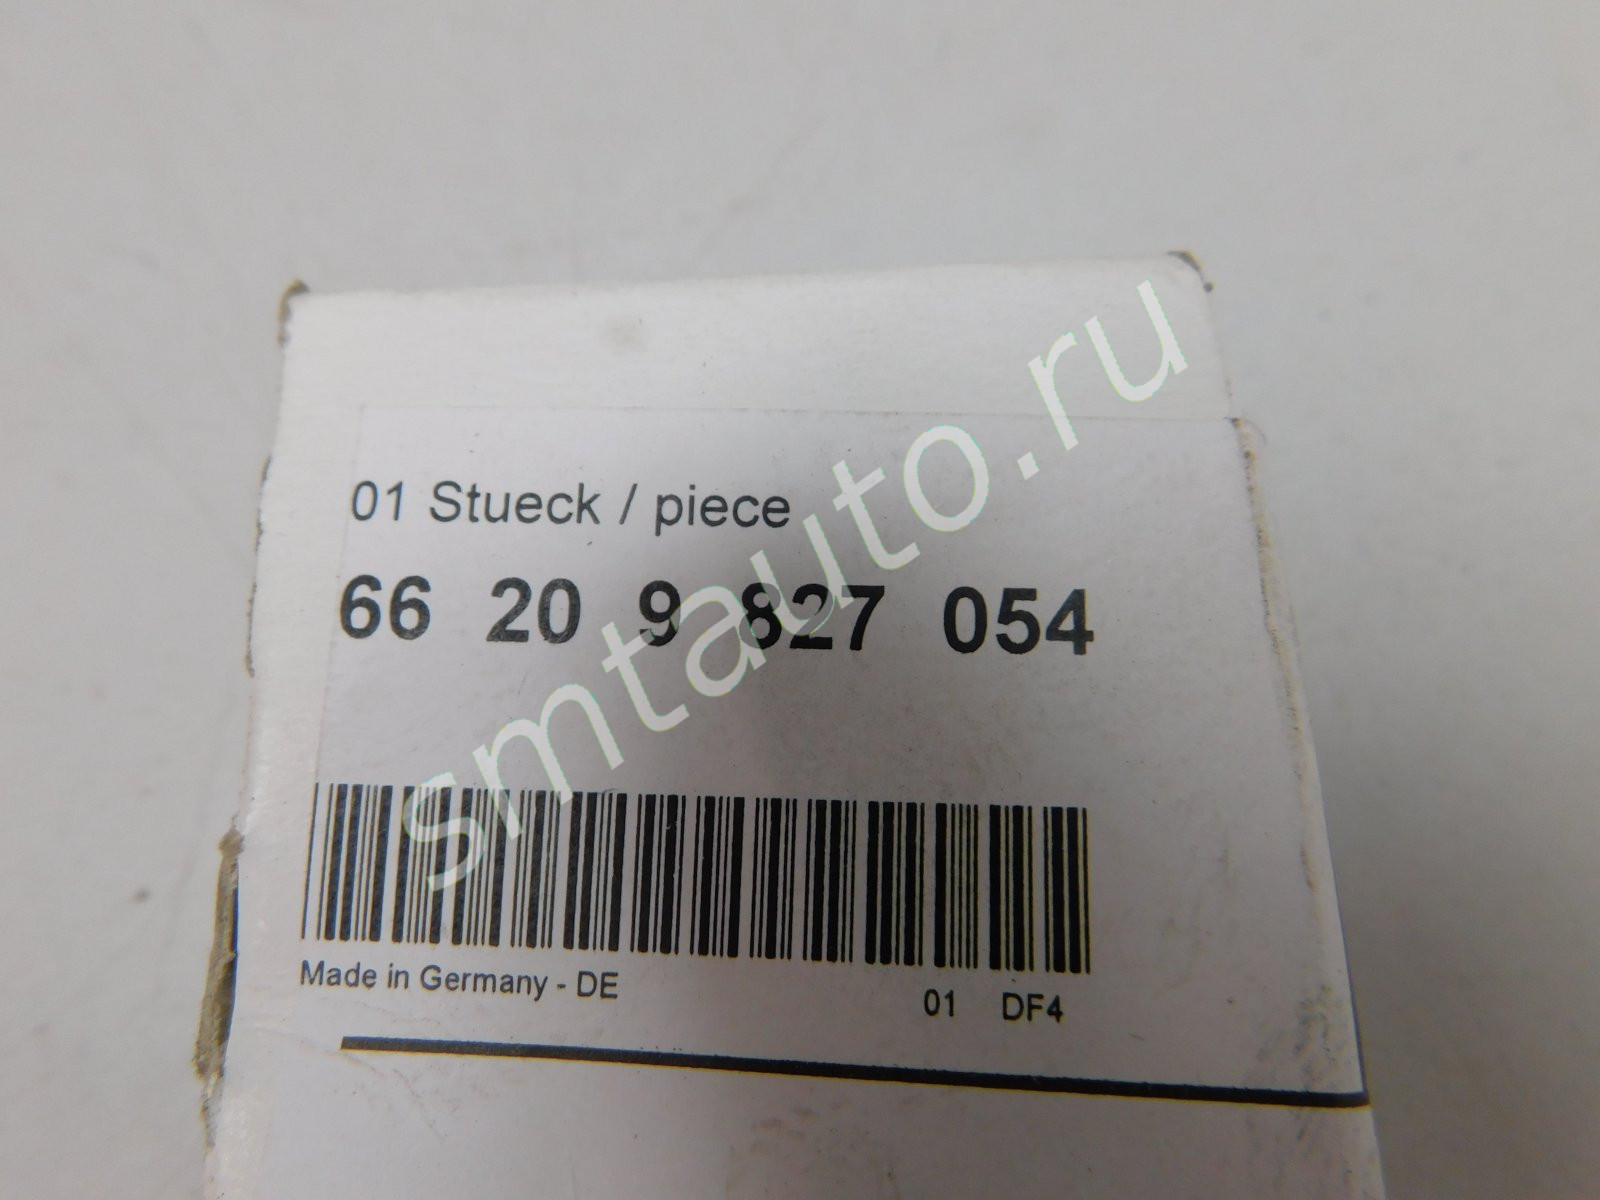 01 Stueck / piece
66 20 9 827 054
Made in Germany - DE
01 DF4
smtauto.ru